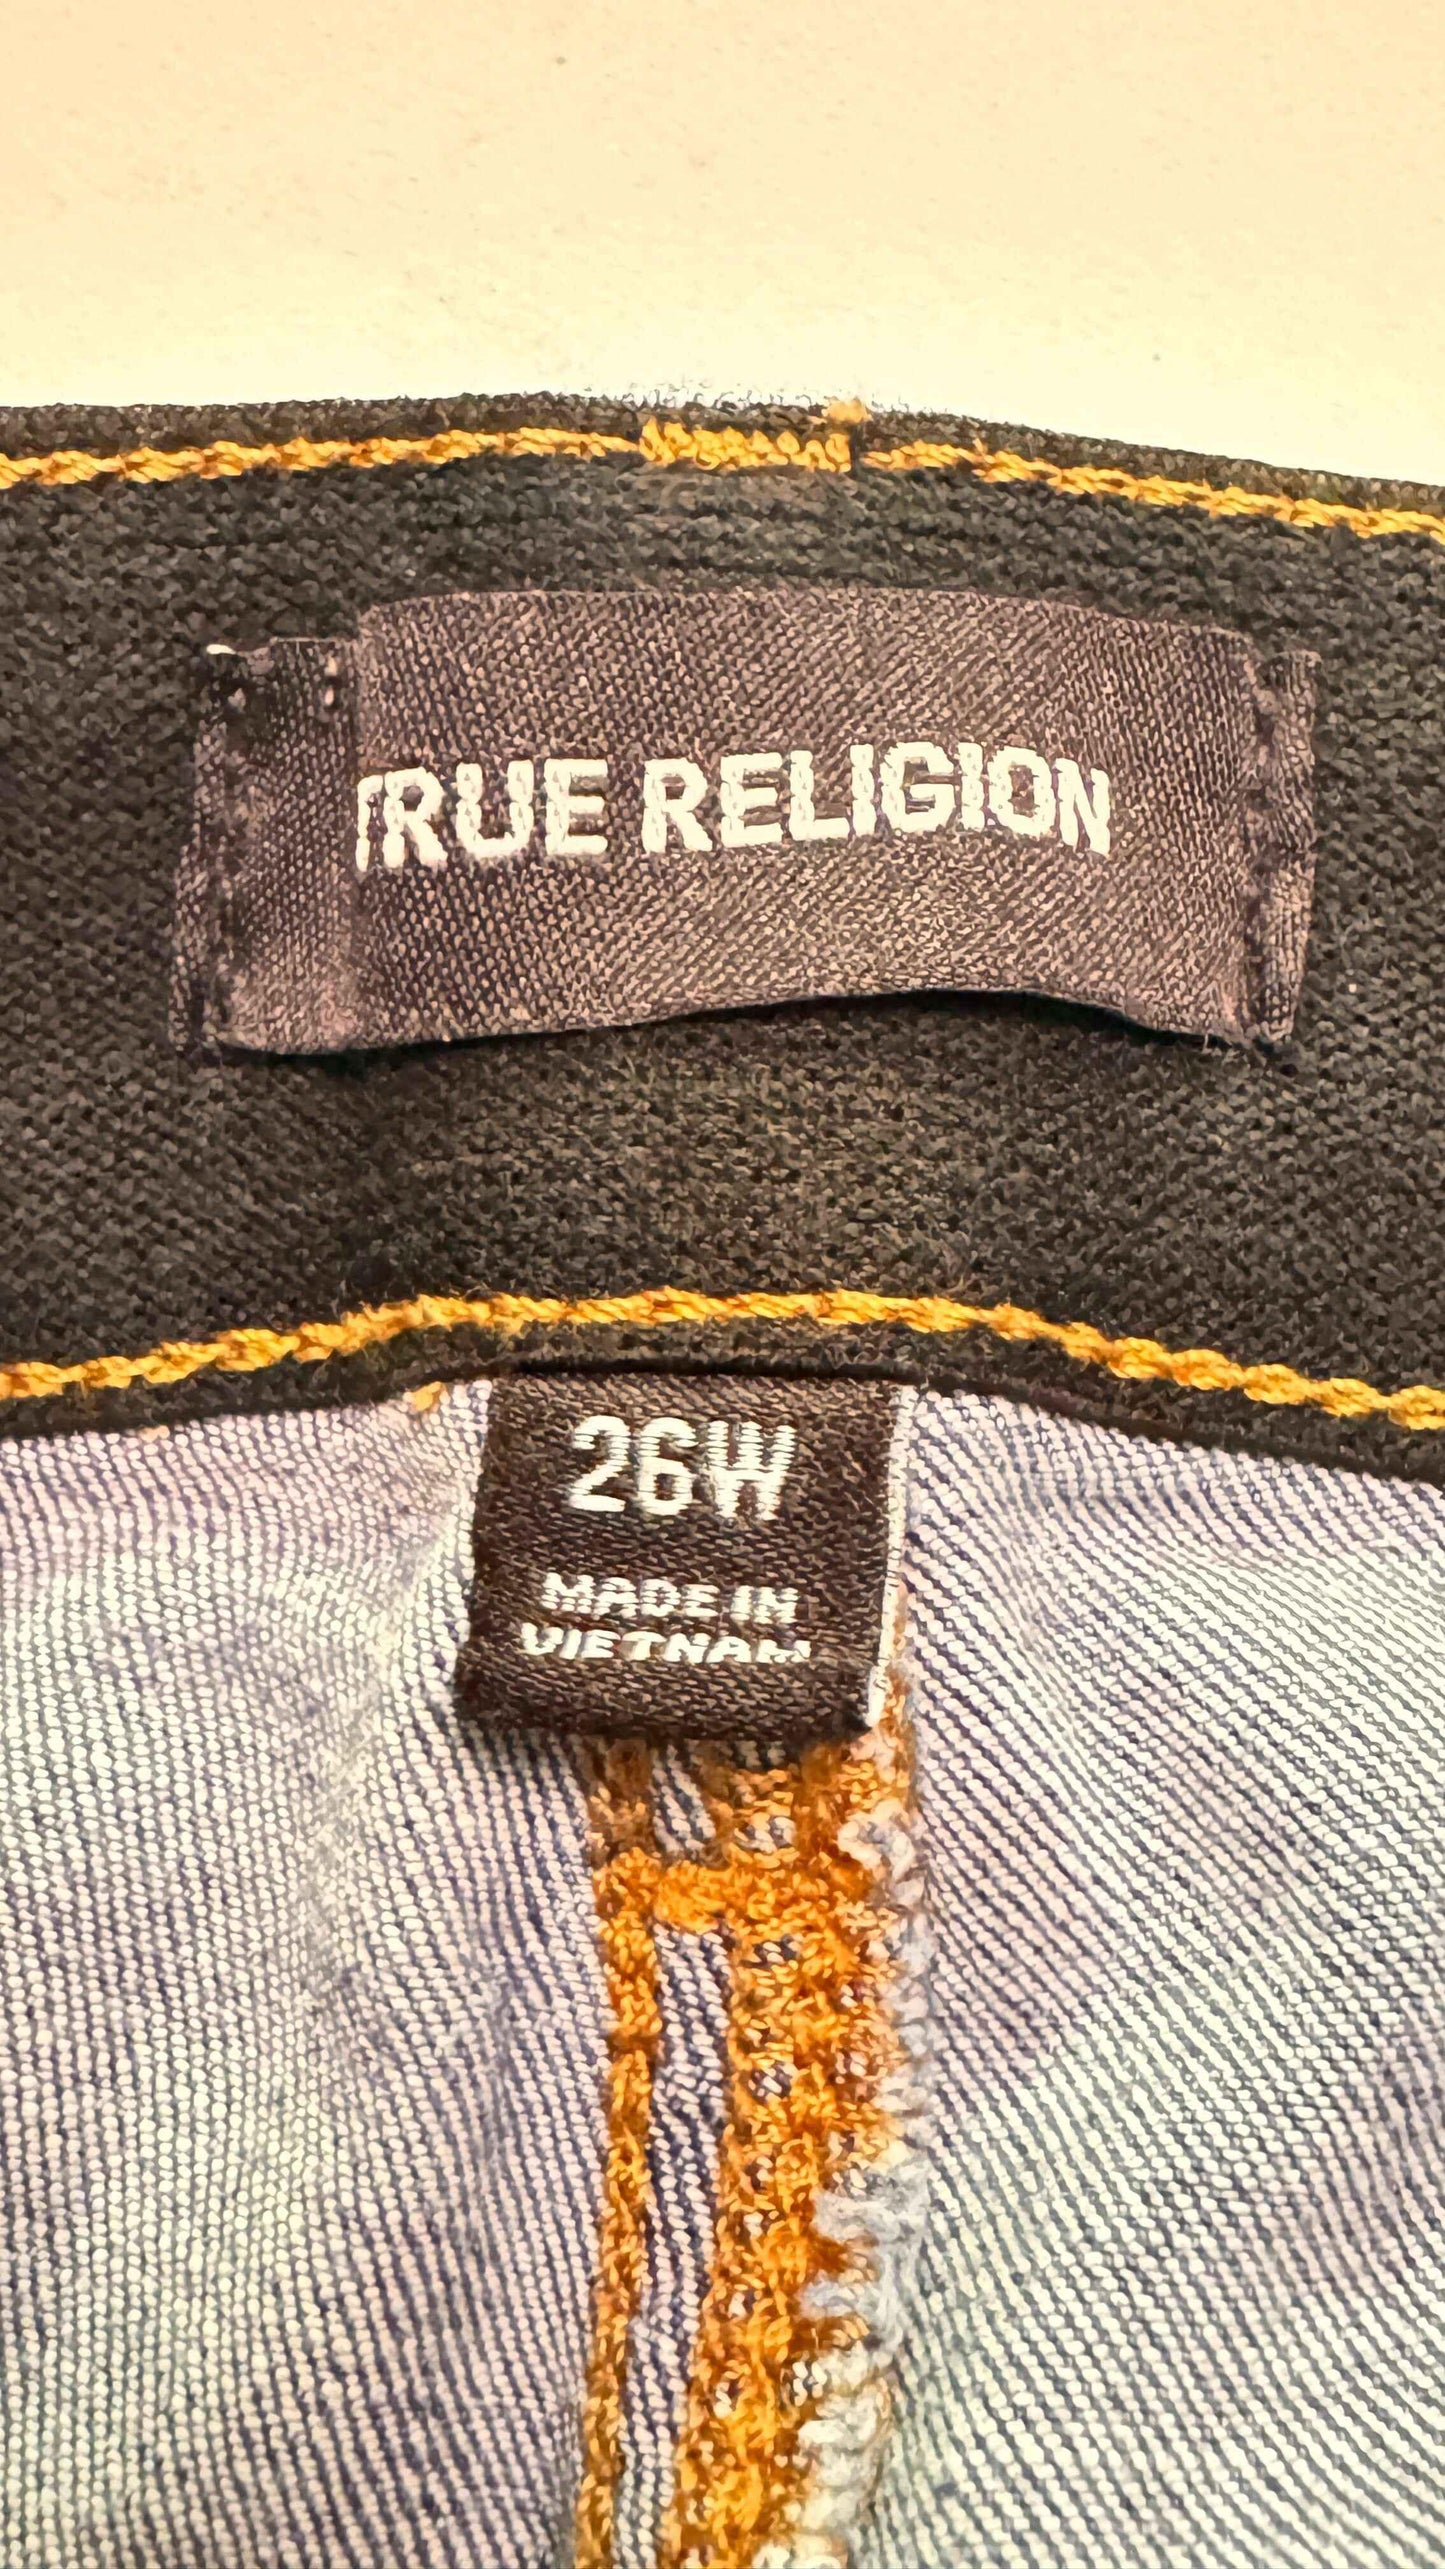 TRUE RELIGION
26W
MADE IN
VIETNAM